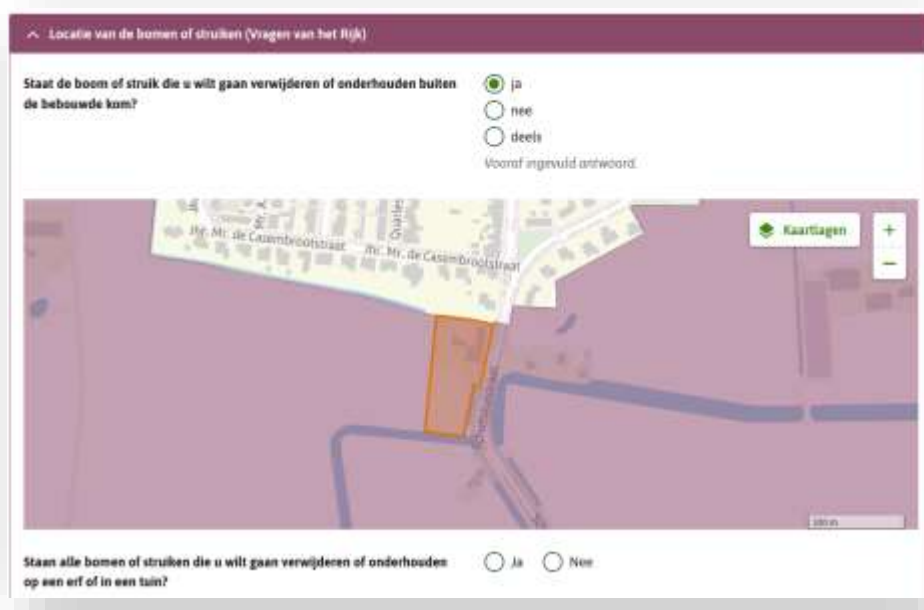 Locatie van de bomen of struiken (Vragen van het Rijk)
Staat de boom of struik die u wilt gaan verwijderen of onderhouden buiten
de bebouwde kom?
ja
nee
deels
Vooraf ingevuld antwoord.
Kaartlagen
+
−
Mr. A.
Quarles
Jhr. Mr. de Casembrootstraat
Jhr. Mr. de Casembrootstraat
100 m
Staan alle bomen of struiken die u wilt gaan verwijderen of onderhouden
op een erf of in een tuin?
Ja
Nee